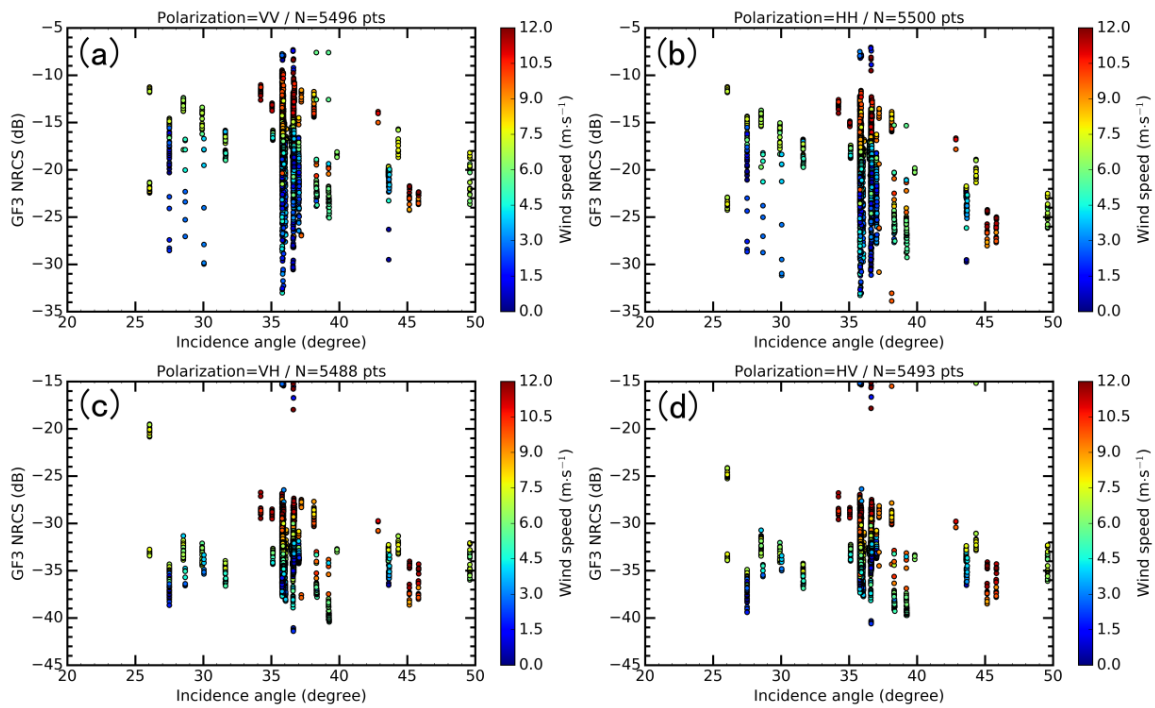 Polarization=VV / N=5496 pts
(a)
GF3 NRCS (dB)
−5
−10
−15
−20
−25
−30
−35
20 25 30 35 40 45 50
Incidence angle (degree)
12.0
10.5
9.0
7.5
6.0
4.5
3.0
1.5
0.0
Wind speed (m·s⁻¹)
Polarization=HH / N=5500 pts
(b)
GF3 NRCS (dB)
−5
−10
−15
−20
−25
−30
−35
20 25 30 35 40 45 50
Incidence angle (degree)
12.0
10.5
9.0
7.5
6.0
4.5
3.0
1.5
0.0
Wind speed (m·s⁻¹)
Polarization=VH / N=5488 pts
(c)
GF3 NRCS (dB)
−15
−20
−25
−30
−35
−40
−45
20 25 30 35 40 45 50
Incidence angle (degree)
12.0
10.5
9.0
7.5
6.0
4.5
3.0
1.5
0.0
Wind speed (m·s⁻¹)
Polarization=HV / N=5493 pts
(d)
GF3 NRCS (dB)
−15
−20
−25
−30
−35
−40
−45
20 25 30 35 40 45 50
Incidence angle (degree)
12.0
10.5
9.0
7.5
6.0
4.5
3.0
1.5
0.0
Wind speed (m·s⁻¹)